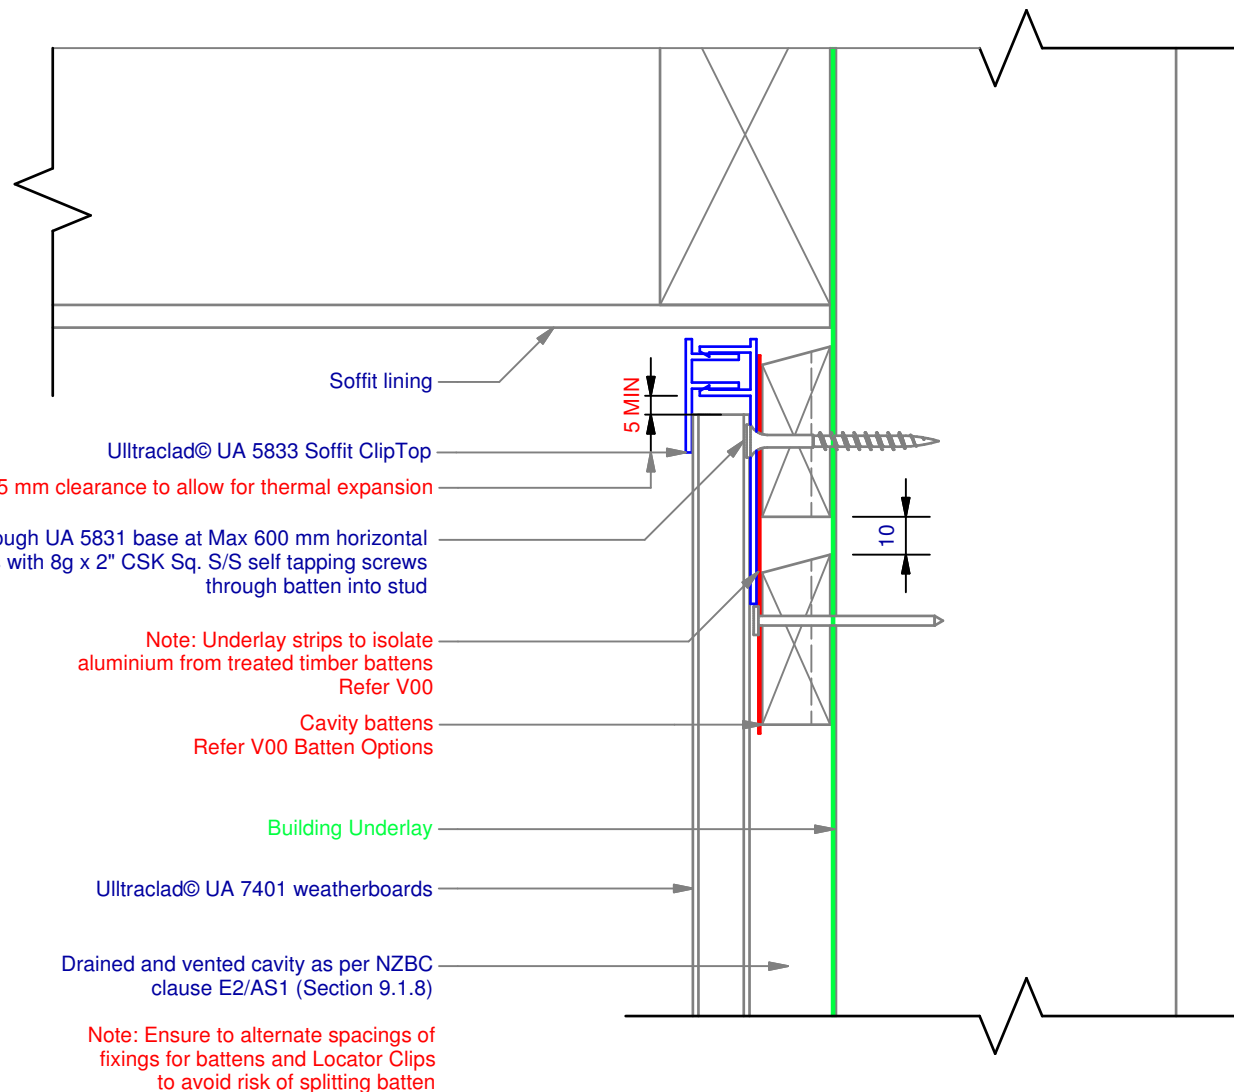 Soffit lining
5 MIN
Ulltraclad© UA 5833 Soffit ClipTop
5 mm clearance to allow for thermal expansion
UA 5831 base at Max 600 mm horizontal
with 8g x 2" CSK Sq. S/S self tapping screws
through batten into stud
10
Note: Underlay strips to isolate
aluminium from treated timber battens
Refer V00
Cavity battens
Refer V00 Batten Options
Building Underlay
Ulltraclad© UA 7401 weatherboards
Drained and vented cavity as per NZBC
clause E2/AS1 (Section 9.1.8)
Note: Ensure to alternate spacings of
fixings for battens and Locator Clips
to avoid risk of splitting batten